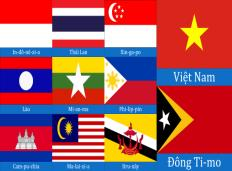 In-đô-nê-xi-a
Thái Lan
Xin-ga-po
Việt Nam
Lào
Mi-an-ma
Phi-líp-pin
Cam-pu-chia
Ma-lai-xi-a
Bru-nây
Đông Ti-mo